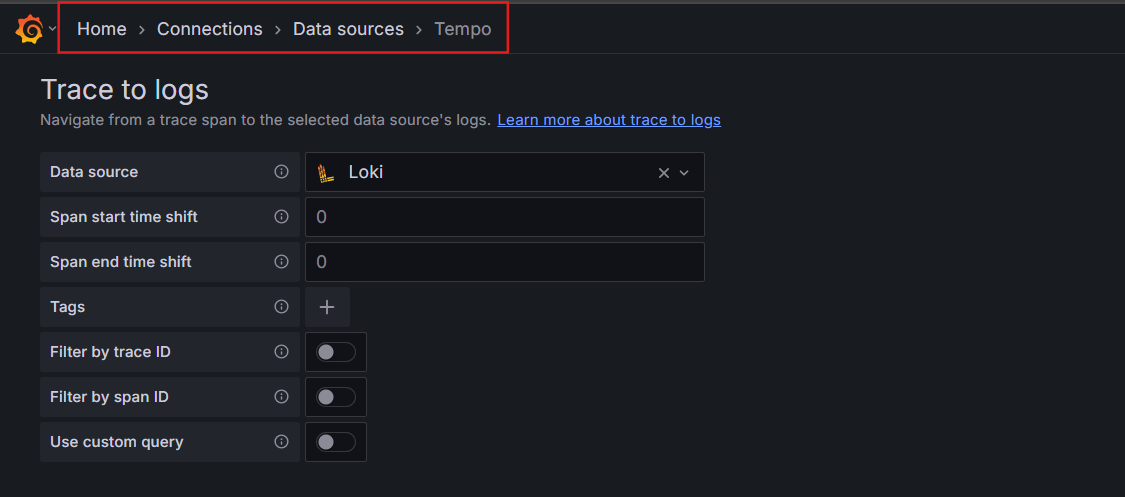 Home › Connections › Data sources › Tempo
Trace to logs
Navigate from a trace span to the selected data source's logs. Learn more about trace to logs
Data source Loki
Span start time shift 0
Span end time shift 0
Tags
Filter by trace ID
Filter by span ID
Use custom query